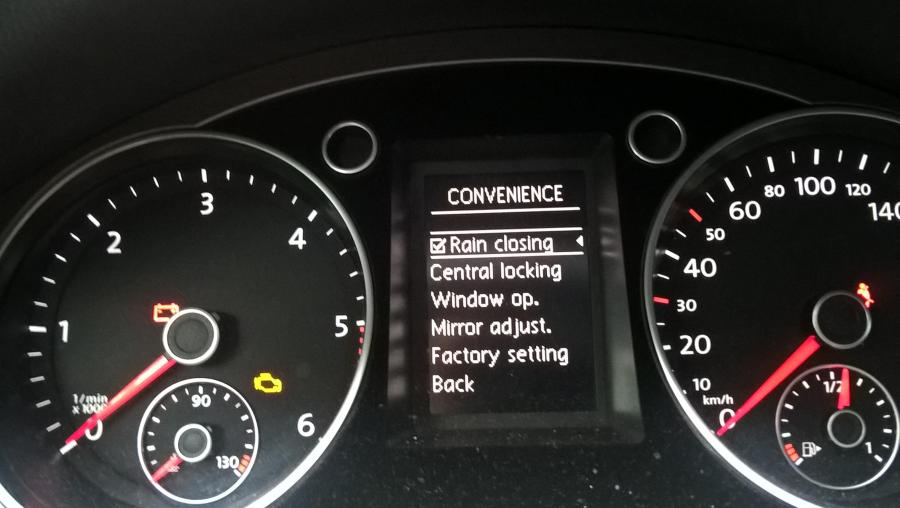 CONVENIENCE
Rain closing
Central locking
Window op.
Mirror adjust.
Factory setting
Back
0
1
2
3
4
5
6
1/min
x 1000
90
130
0
10
20
30
40
50
60
80
100
120
140
km/h
1/2
1